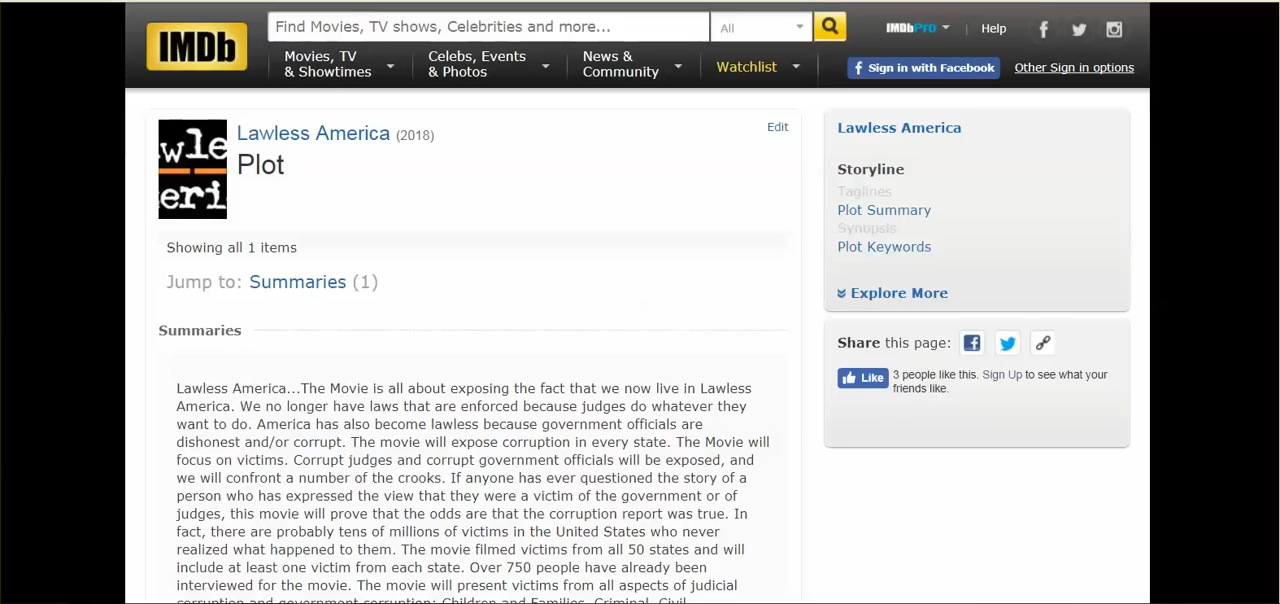 IMDb
Find Movies, TV shows, Celebrities and more...
All
IMDbPro
Help
Movies, TV
& Showtimes
Celebs, Events
& Photos
News &
Community
Watchlist
Sign in with Facebook
Other Sign in options
wle
eri
Lawless America (2018)
Plot
Edit
Showing all 1 items
Jump to: Summaries (1)
Summaries
Lawless America...The Movie is all about exposing the fact that we now live in Lawless
America. We no longer have laws that are enforced because judges do whatever they
want to do. America has also become lawless because government officials are
dishonest and/or corrupt. The movie will expose corruption in every state. The Movie will
focus on victims. Corrupt judges and corrupt government officials will be exposed, and
we will confront a number of the crooks. If anyone has ever questioned the story of a
person who has expressed the view that they were a victim of the government or of
judges, this movie will prove that the odds are that the corruption report was true. In
fact, there are probably tens of millions of victims in the United States who never
realized what happened to them. The movie filmed victims from all 50 states and will
include at least one victim from each state. Over 750 people have already been
interviewed for the movie. The movie will present victims from all aspects of judicial
corruption and government corruption: Children and Families, Criminal, Civil,
Lawless America
Storyline
Taglines
Plot Summary
Synopsis
Plot Keywords
Explore More
Share this page:
Like
3 people like this. Sign Up to see what your
friends like.